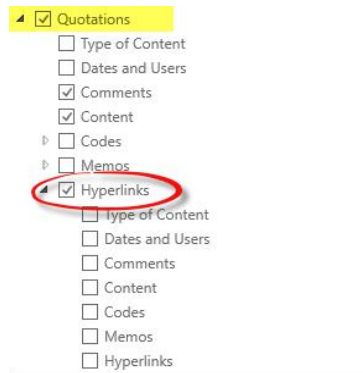 Quotations
Type of Content
Dates and Users
Comments
Content
Codes
Memos
Hyperlinks
Type of Content
Dates and Users
Comments
Content
Codes
Memos
Hyperlinks